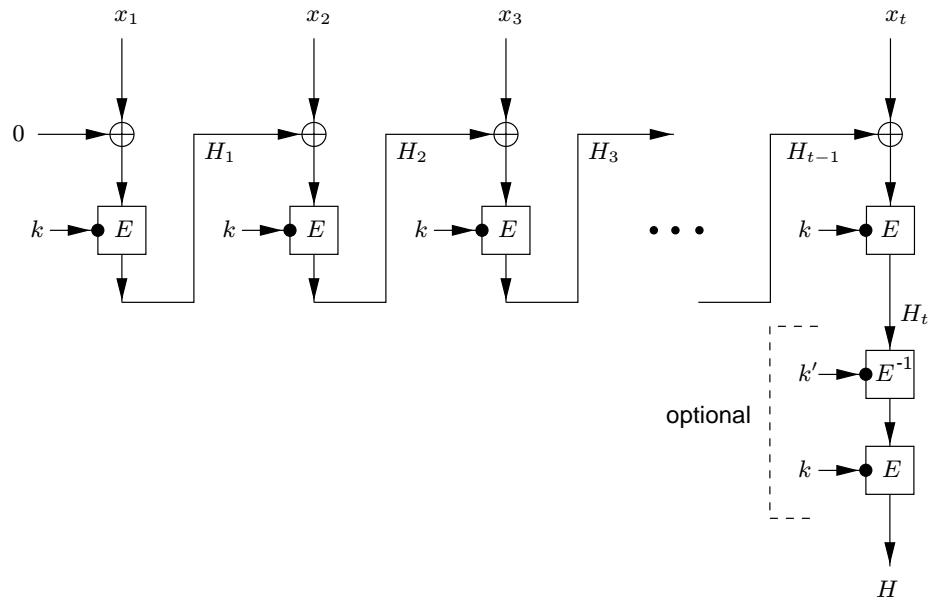 x₁ x₂ x₃ xₜ
0
H₁ H₂ H₃ Hₜ₋₁
k E k E k E k E
Hₜ
k′ E⁻¹
optional
k E
H